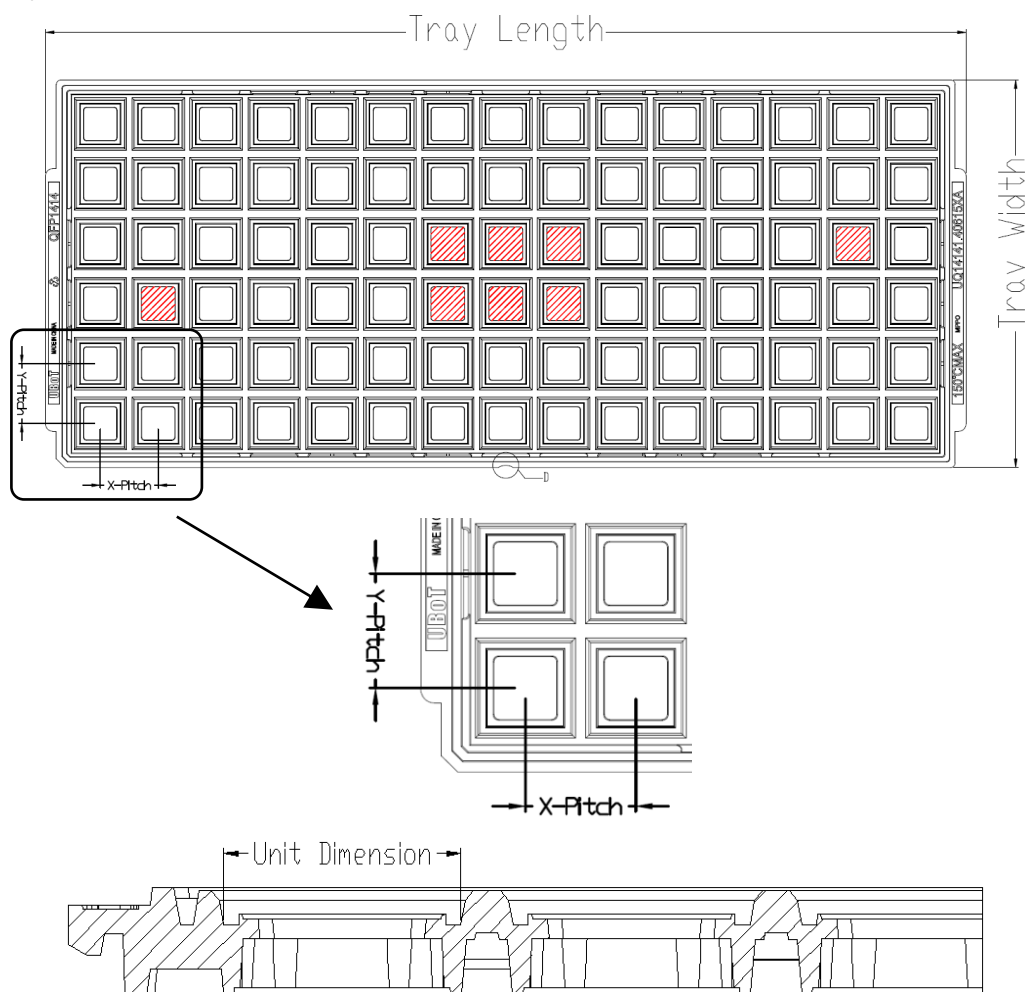 Tray Length
Tray Width
QFP1414
MADE IN CHINA
UBOT
UQ14141.40615XA
MPPO
150°CMAX
Y-Pitch
X-Pitch
D
MADE IN C
UBOT
Y-Pitch
X-Pitch
Unit Dimension